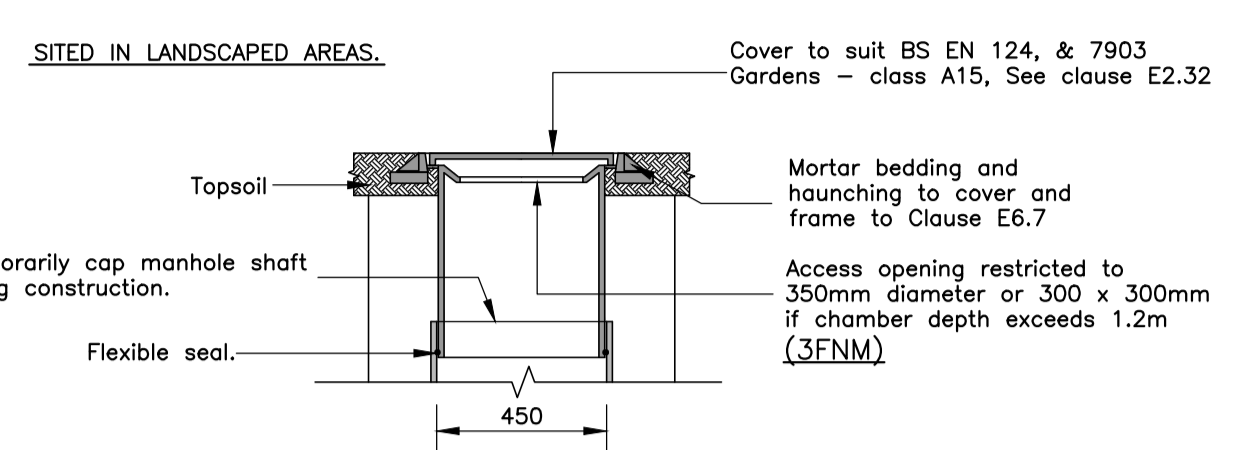 SITED IN LANDSCAPED AREAS.
Cover to suit BS EN 124, & 7903
Gardens – class A15, See clause E2.32
Topsoil
Mortar bedding and
haunching to cover and
frame to Clause E6.7
orarily cap manhole shaft
g construction.
Access opening restricted to
350mm diameter or 300 x 300mm
if chamber depth exceeds 1.2m
(3FNM)
Flexible seal.
450